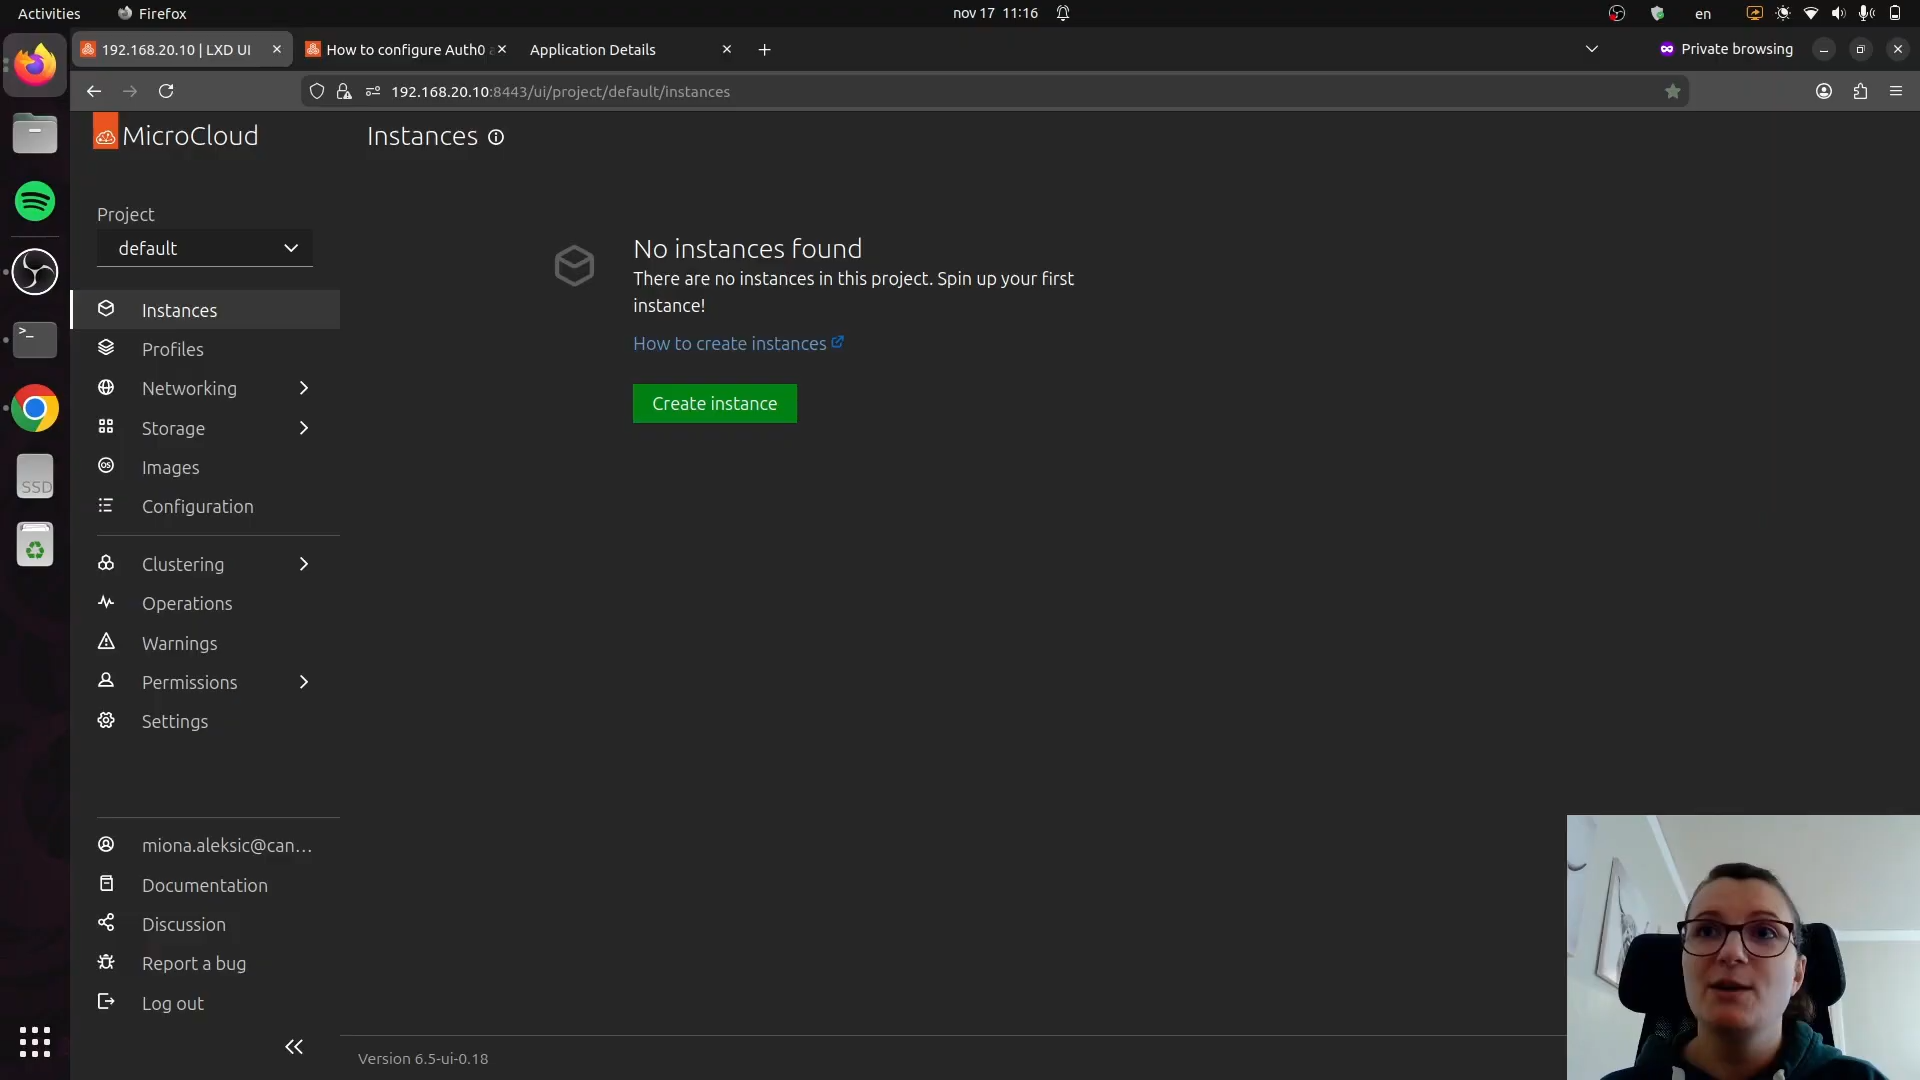 Activities
Firefox
nov 17 11:16
en
192.168.20.10 | LXD UI
How to configure Auth0
Application Details
Private browsing
192.168.20.10:8443/ui/project/default/instances
MicroCloud
Instances
Project
default
Instances
Profiles
Networking
Storage
Images
Configuration
Clustering
Operations
Warnings
Permissions
Settings
miona.aleksic@can...
Documentation
Discussion
Report a bug
Log out
No instances found
There are no instances in this project. Spin up your first
instance!
How to create instances
Create instance
SSD
Version 6.5-ui-0.18